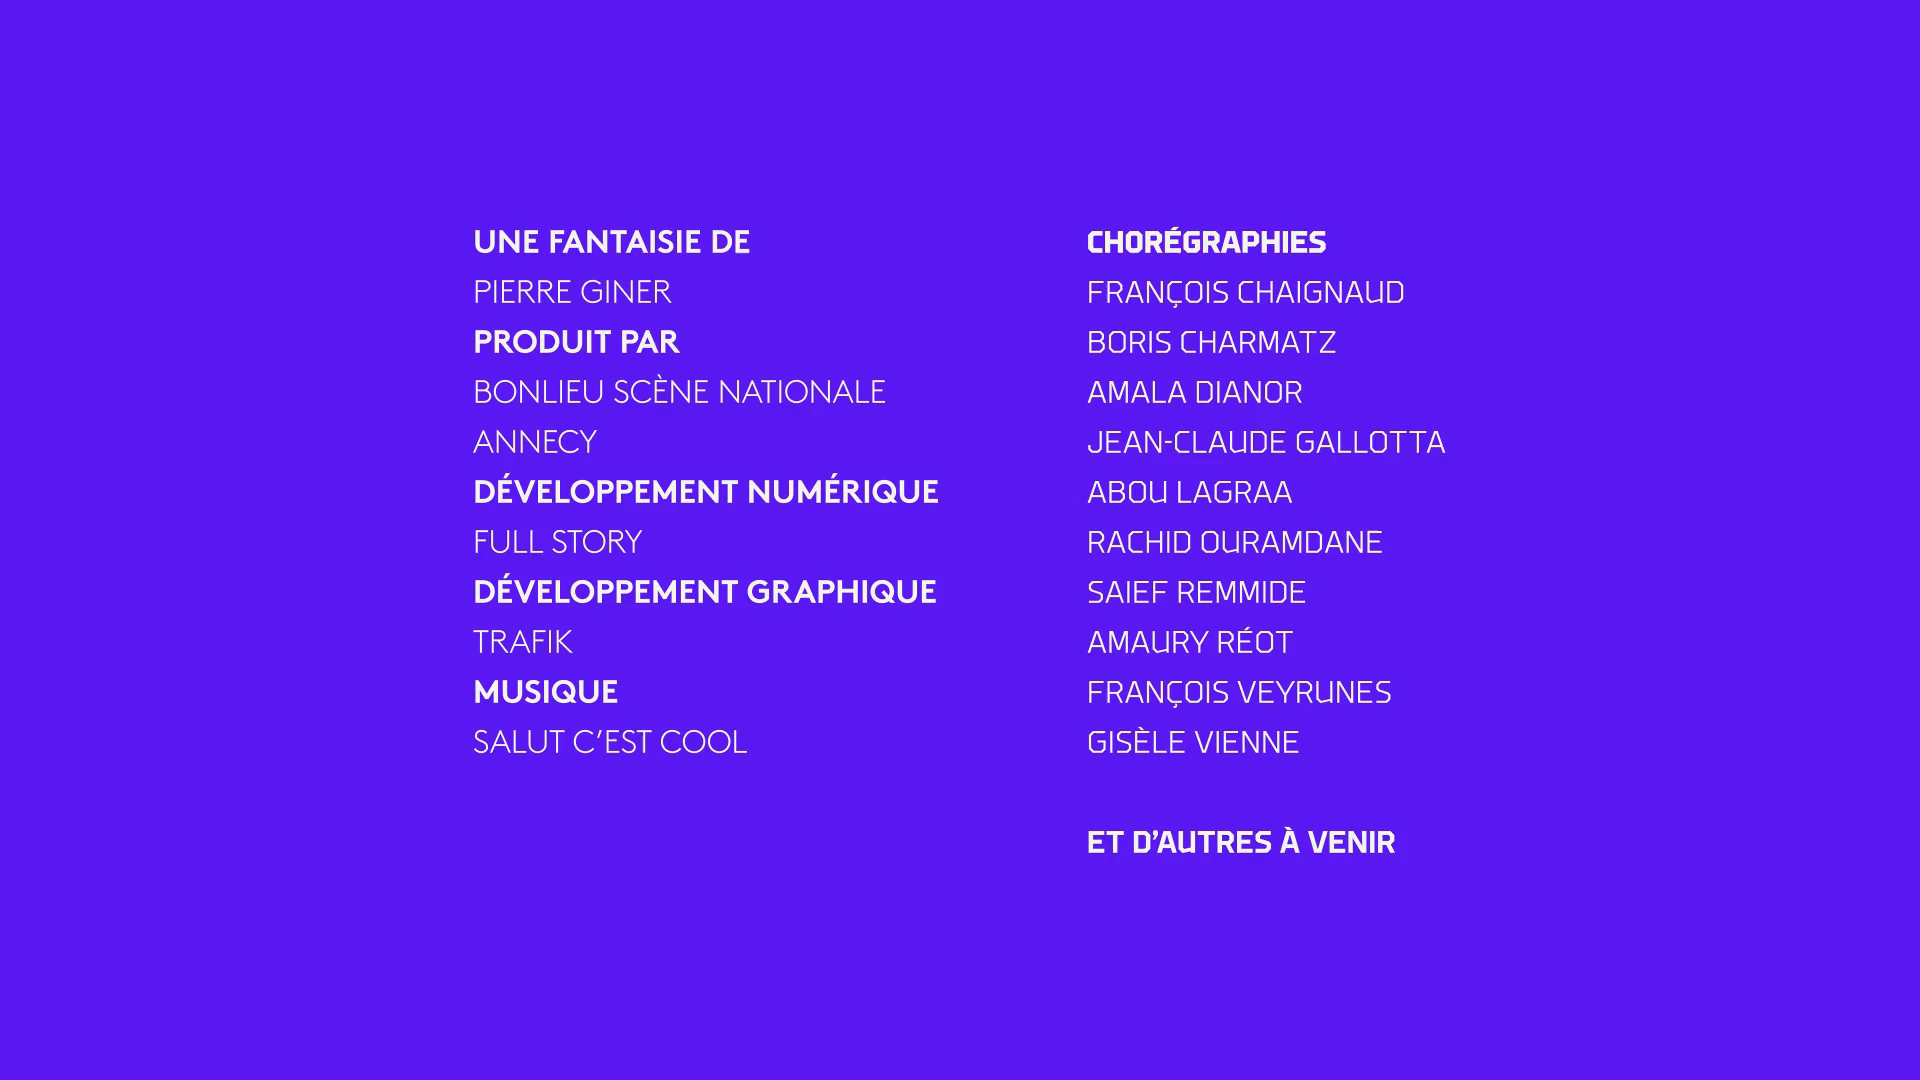 UNE FANTAISIE DE
PIERRE GINER
PRODUIT PAR
BONLIEU SCÈNE NATIONALE
ANNECY
DÉVELOPPEMENT NUMÉRIQUE
FULL STORY
DÉVELOPPEMENT GRAPHIQUE
TRAFIK
MUSIQUE
SALUT C’EST COOL
CHORÉGRAPHIES
FRANÇOIS CHAIGNAUD
BORIS CHARMATZ
AMALA DIANOR
JEAN-CLAUDE GALLOTTA
ABOU LAGRAA
RACHID OURAMDANE
SAIEF REMMIDE
AMAURY RÉOT
FRANÇOIS VEYRUNES
GISÈLE VIENNE
ET D’AUTRES À VENIR